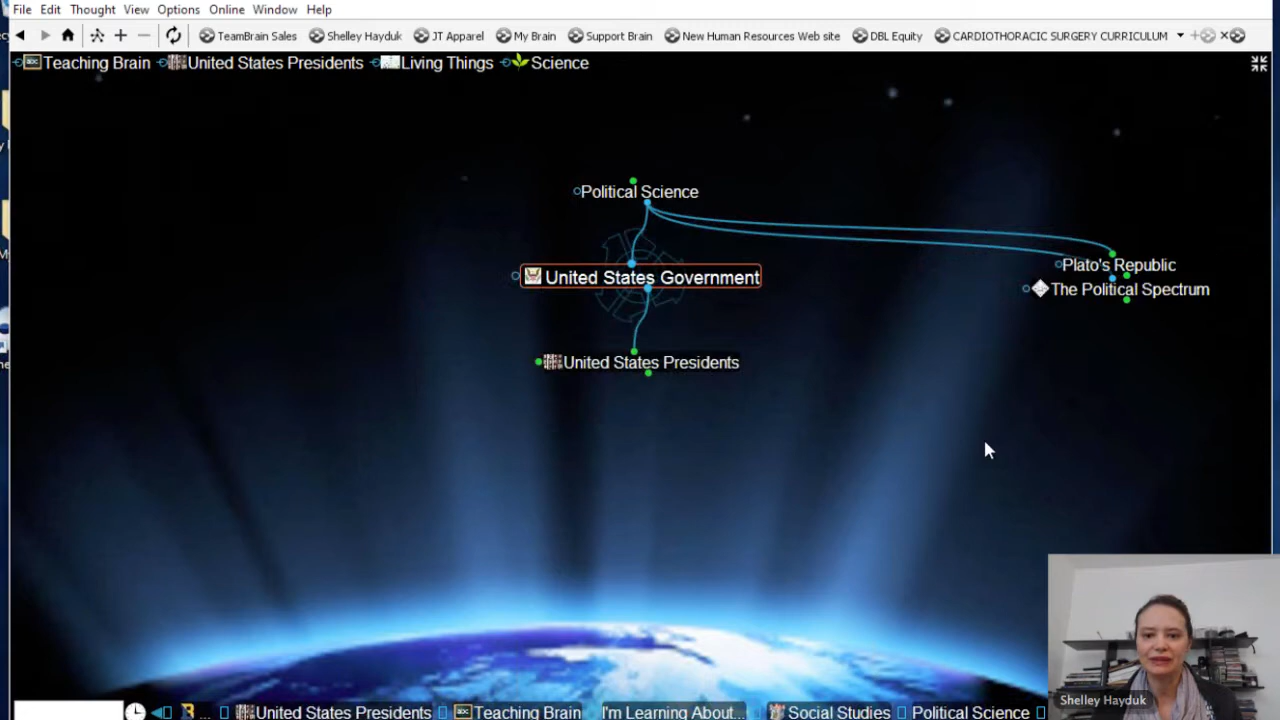 File Edit View Thought Options Online Window Help
TeamBrain Sales Shelley Hayduk JT Apparel My Brain Support Brain New Human Resources Web site DBL Equity CARDIOTHORACIC SURGERY CURRICULUM
Teaching Brain United States Presidents Living Things Science
Political Science
Plato's Republic
United States Government
The Political Spectrum
United States Presidents
Shelley Hayduk
... United States Presidents Teaching Brain I'm Learning About... Social Studies Political Science